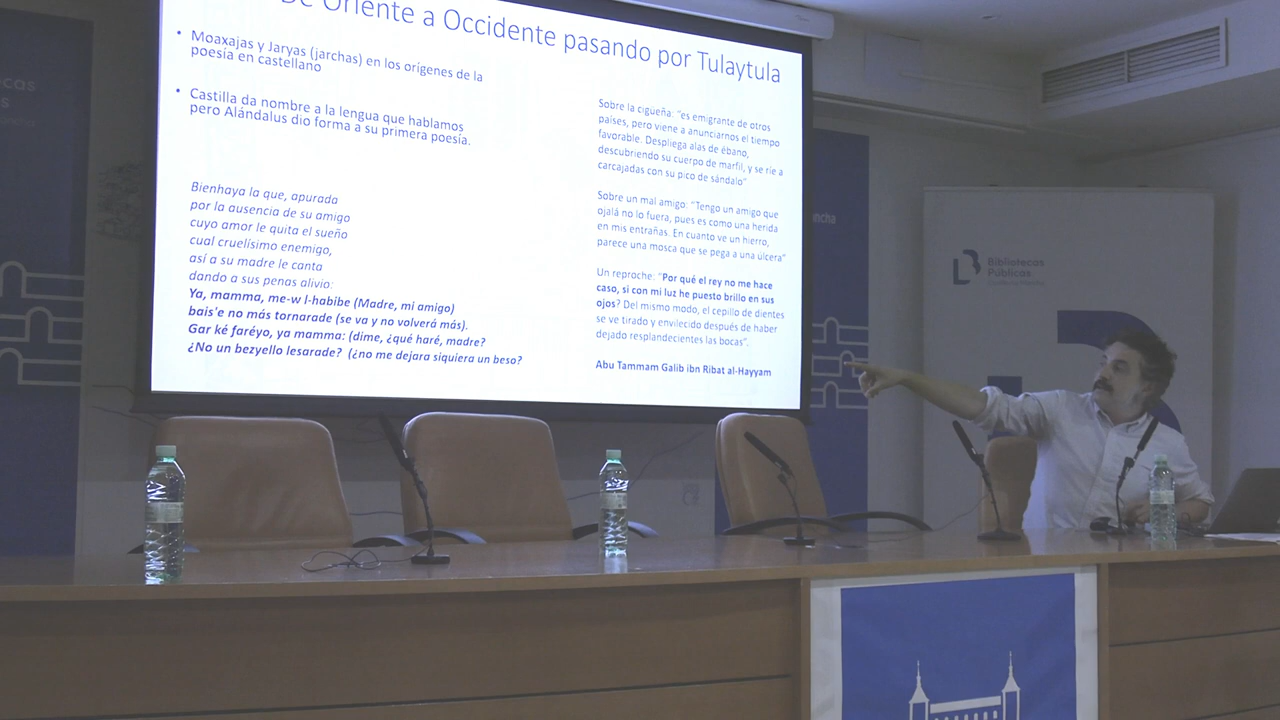 De Oriente a Occidente pasando por Tulaytula
• Moaxajas y Jaryas (jarchas) en los orígenes de la
poesía en castellano
• Castilla da nombre a la lengua que hablamos
pero Alándalus dio forma a su primera poesía.
Bienhaya la que, apurada
por la ausencia de su amigo
cuyo amor le quita el sueño
cual cruelísimo enemigo,
así a su madre le canta
dando a sus penas alivio:
Ya, mamma, me-w l-habibe (Madre, mi amigo)
bais'e no más tornarade (se va y no volverá más).
Gar ké faréyo, ya mamma: (dime, ¿qué haré, madre?
¿No un bezyello lesarade? (¿no me dejara siquiera un beso?
Sobre la cigueña: "es emigrante de otros
países, pero viene a anunciarnos el tiempo
favorable. Despliega alas de ébano,
descubriendo su cuerpo de marfil, y se ríe a
carcajadas con su pico de sándalo"
Sobre un mal amigo: "Tengo un amigo que
ojalá no lo fuera, pues es como una herida
en mis entrañas. En cuanto ve un hierro,
parece una mosca que se pega a una úlcera"
Un reproche: "Por qué el rey no me hace
caso, si con mi luz he puesto brillo en sus
ojos? Del mismo modo, el cepillo de dientes
se ve tirado y envilecido después de haber
dejado resplandecientes las bocas".
Abu Tammam Galib ibn Ribat al-Hayyam
ncha
Bibliotecas
Públicas